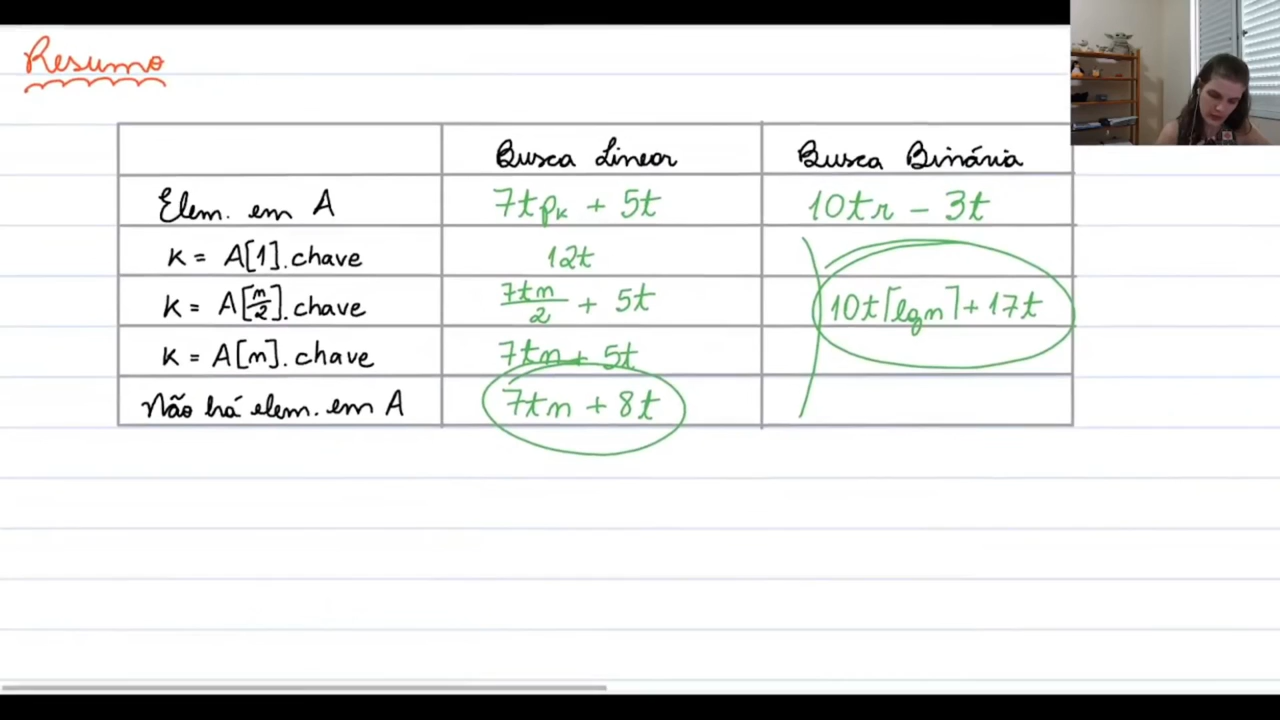 Resumo
Busca Linear Busca Binária
Elem. em A 7tpₖ + 5t 10tr - 3t
k = A[1].chave 12t
k = A[n/2].chave 7tn/2 + 5t 10t⌈lg n⌉ + 17t
k = A[n].chave 7tn + 5t
Não há elem. em A 7tn + 8t